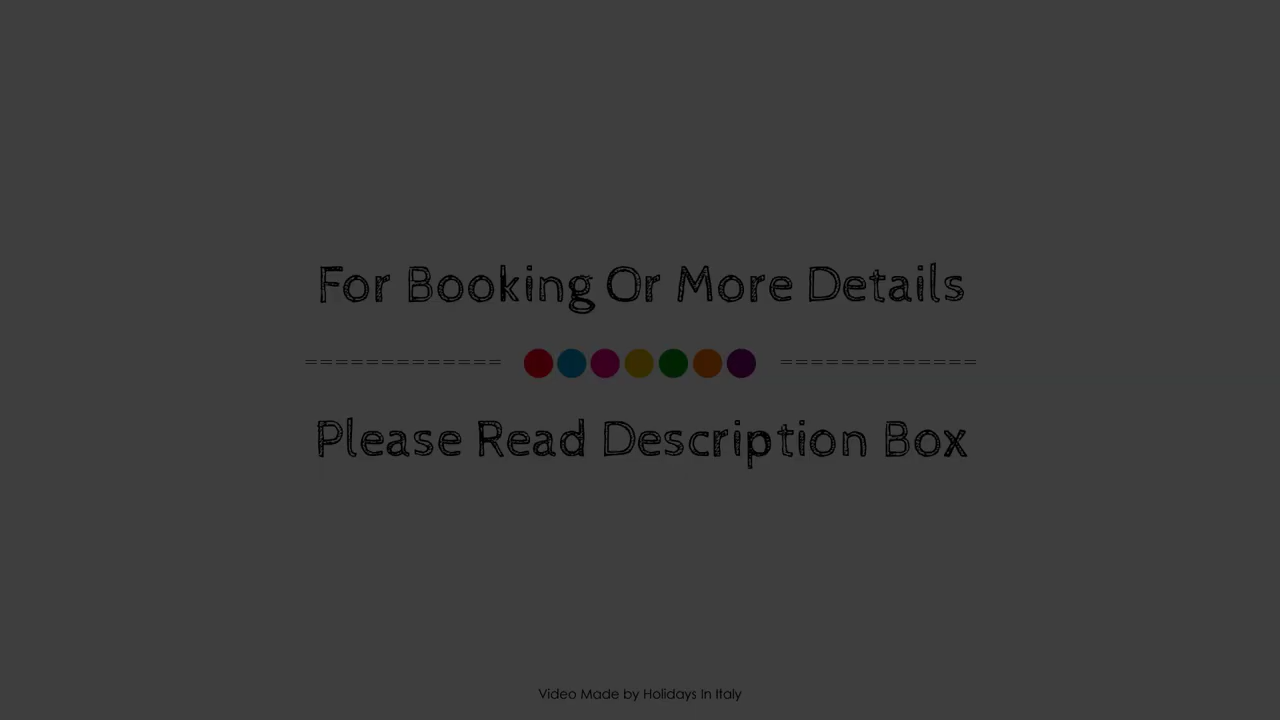 For Booking Or More Details
============= =============
Please Read Description Box
Video Made by Holidays In Italy